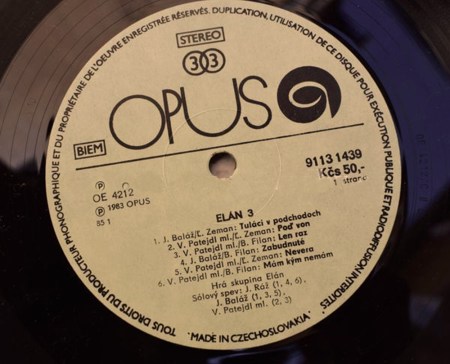 TOUS DROITS DU PRODUCTEUR PHONOGRAPHIQUE ET DU PROPRIÉTAIRE DE L'OEUVRE ENREGISTRÉE RÉSERVÉS. DUPLICATION, UTILISATION DE CE DISQUE POUR EXÉCUTION PUBLIQUE ET RADIODIFFUSION INTERDITES
STEREO
33
OPUS
BIEM
9113 1439
Kčs 50,-
1. strana
Ⓟ
OE 4212
Ⓟ 1983 OPUS
85 1
ELÁN 3
1. J. Baláž/Ľ. Zeman: Tuláci v podchodoch
2. V. Patejdl ml./Ľ. Zeman: Poď von
3. V. Patejdl ml./B. Filan: Len raz
4. J. Baláž/B. Filan: Zabudnuté
5. V. Patejdl ml./Ľ. Zeman: Nevera
6. V. Patejdl ml./B. Filan: Mám kým nemám
Hrá skupina Elán
Sólový spev: J. Ráž (1, 4, 6),
J. Baláž (1, 3, 5),
V. Patejdl ml. (2, 3)
"MADE IN CZECHOSLOVAKIA"